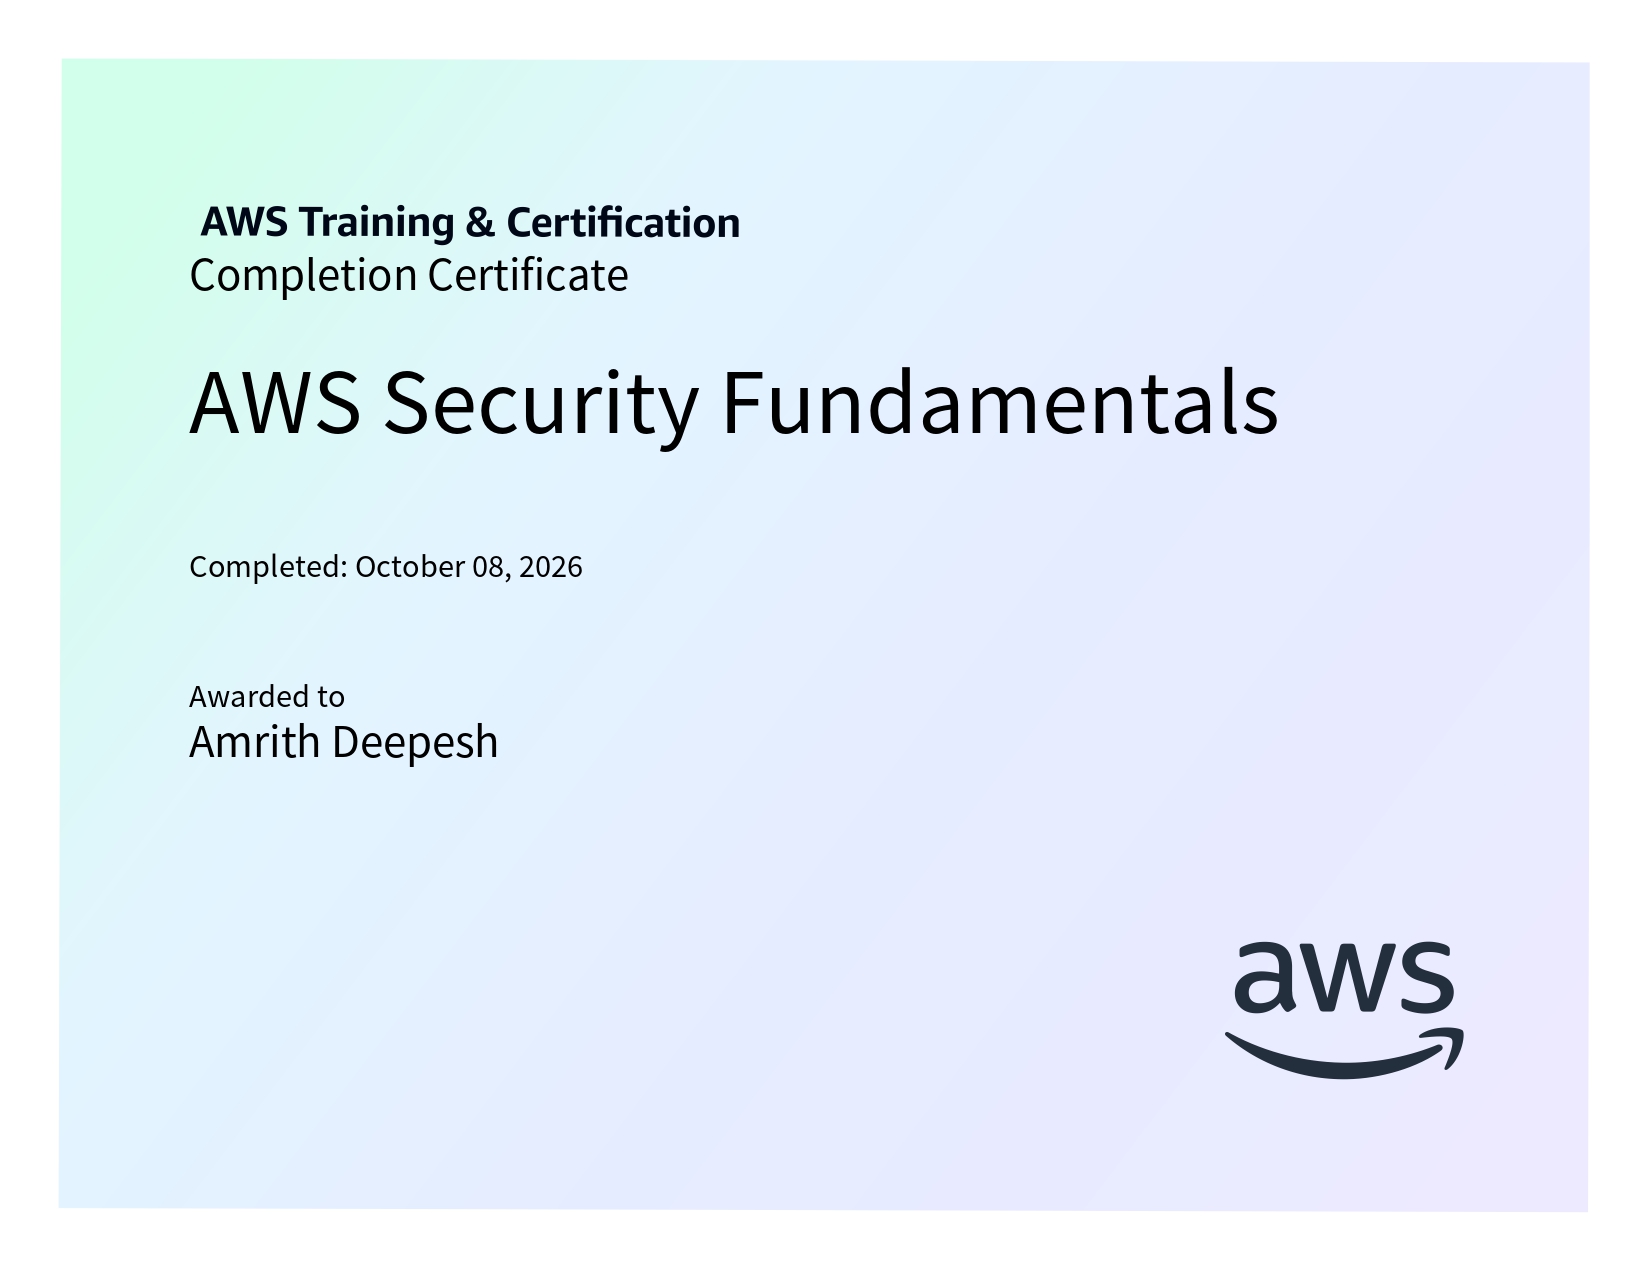 AWS Training & Certification
Completion Certificate
AWS Security Fundamentals
Completed: October 08, 2026
Awarded to
Amrith Deepesh
aws